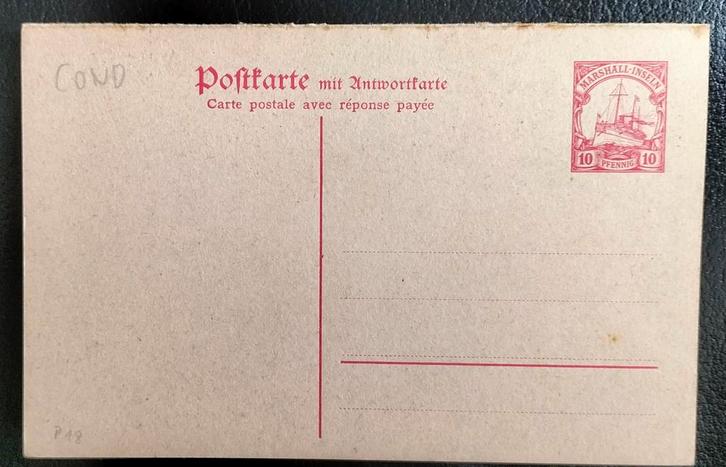 COND
Postkarte mit Antwortkarte
Carte postale avec réponse payée
MARSHALL-INSELN
10 PFENNIG 10
P18